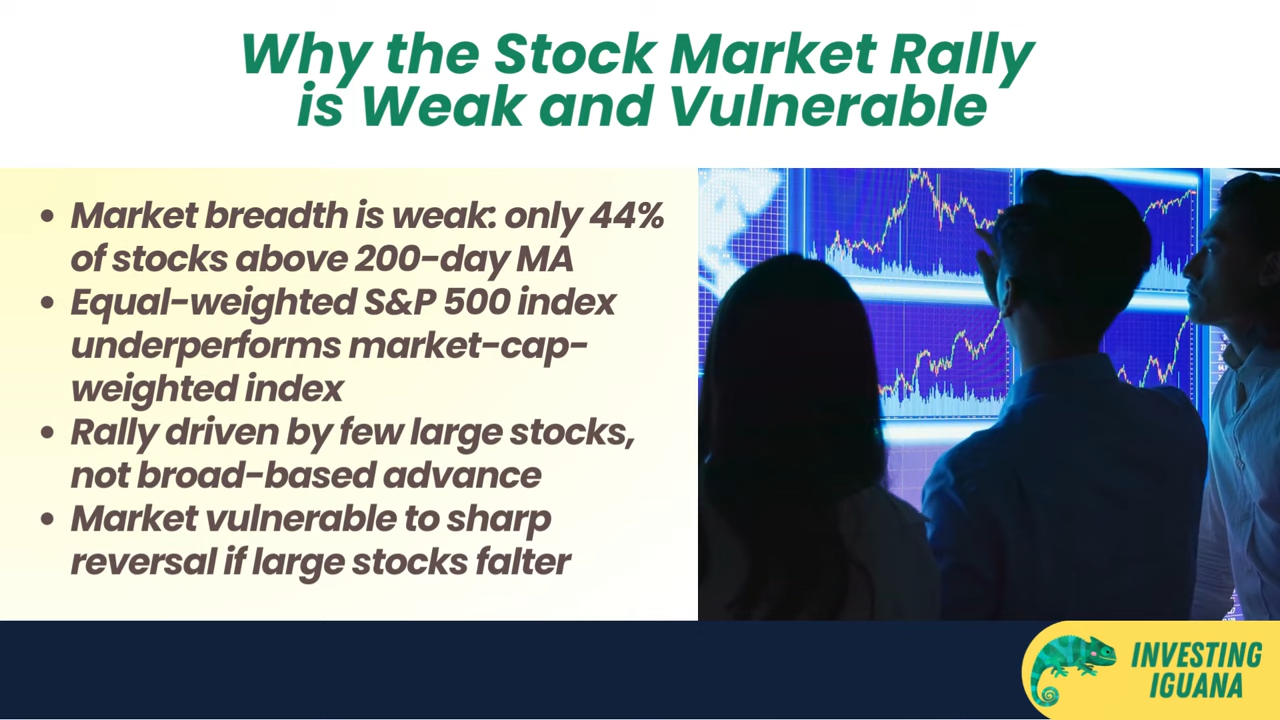 Why the Stock Market Rally
is Weak and Vulnerable
• Market breadth is weak: only 44%
of stocks above 200-day MA
• Equal-weighted S&P 500 index
underperforms market-cap-
weighted index
• Rally driven by few large stocks,
not broad-based advance
• Market vulnerable to sharp
reversal if large stocks falter
INVESTING
IGUANA